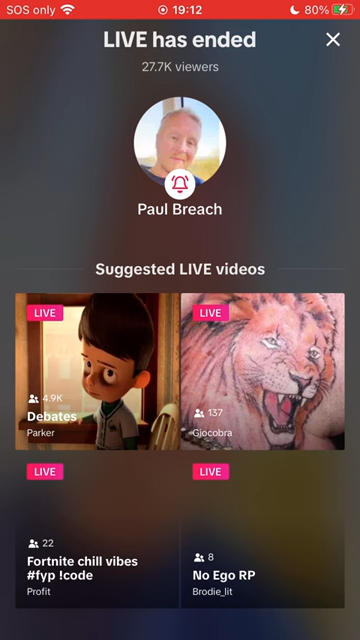 SOS only 19:12 80%
LIVE has ended
27.7K viewers
Paul Breach
Suggested LIVE videos
LIVE
4.9K
Debates
Parker
LIVE
137
Gjocobra
LIVE
22
Fortnite chill vibes
#fyp !code
Profit
LIVE
8
No Ego RP
Brodie_lit